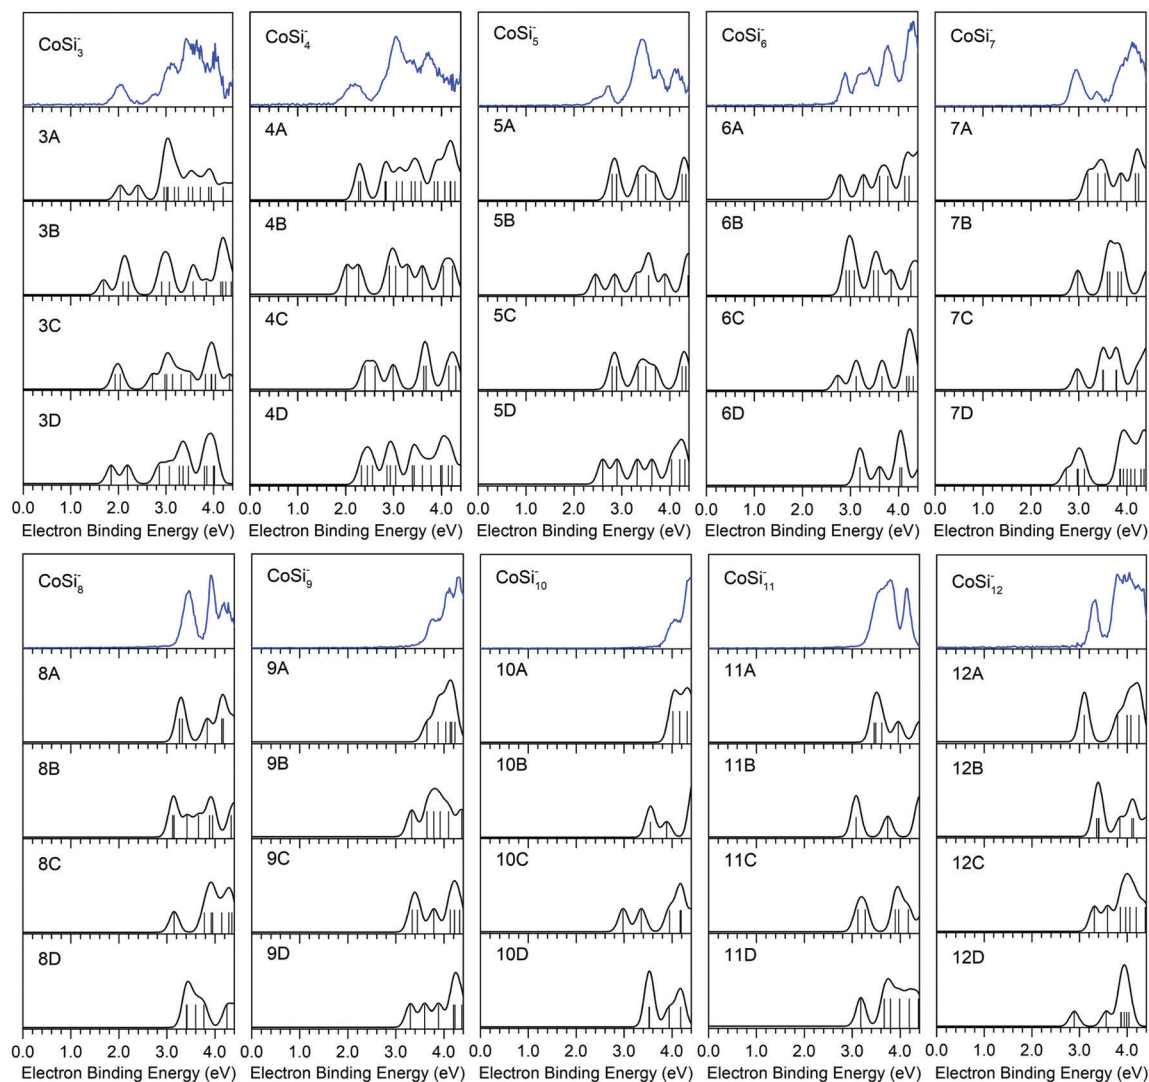 CoSi₃⁻ CoSi₄⁻ CoSi₅⁻ CoSi₆⁻ CoSi₇⁻
3A 4A 5A 6A 7A
3B 4B 5B 6B 7B
3C 4C 5C 6C 7C
3D 4D 5D 6D 7D
0.0 1.0 2.0 3.0 4.0 0.0 1.0 2.0 3.0 4.0 0.0 1.0 2.0 3.0 4.0 0.0 1.0 2.0 3.0 4.0 0.0 1.0 2.0 3.0 4.0
Electron Binding Energy (eV) Electron Binding Energy (eV) Electron Binding Energy (eV) Electron Binding Energy (eV) Electron Binding Energy (eV)
CoSi₈⁻ CoSi₉⁻ CoSi₁₀⁻ CoSi₁₁⁻ CoSi₁₂⁻
8A 9A 10A 11A 12A
8B 9B 10B 11B 12B
8C 9C 10C 11C 12C
8D 9D 10D 11D 12D
0.0 1.0 2.0 3.0 4.0 0.0 1.0 2.0 3.0 4.0 0.0 1.0 2.0 3.0 4.0 0.0 1.0 2.0 3.0 4.0 0.0 1.0 2.0 3.0 4.0
Electron Binding Energy (eV) Electron Binding Energy (eV) Electron Binding Energy (eV) Electron Binding Energy (eV) Electron Binding Energy (eV)